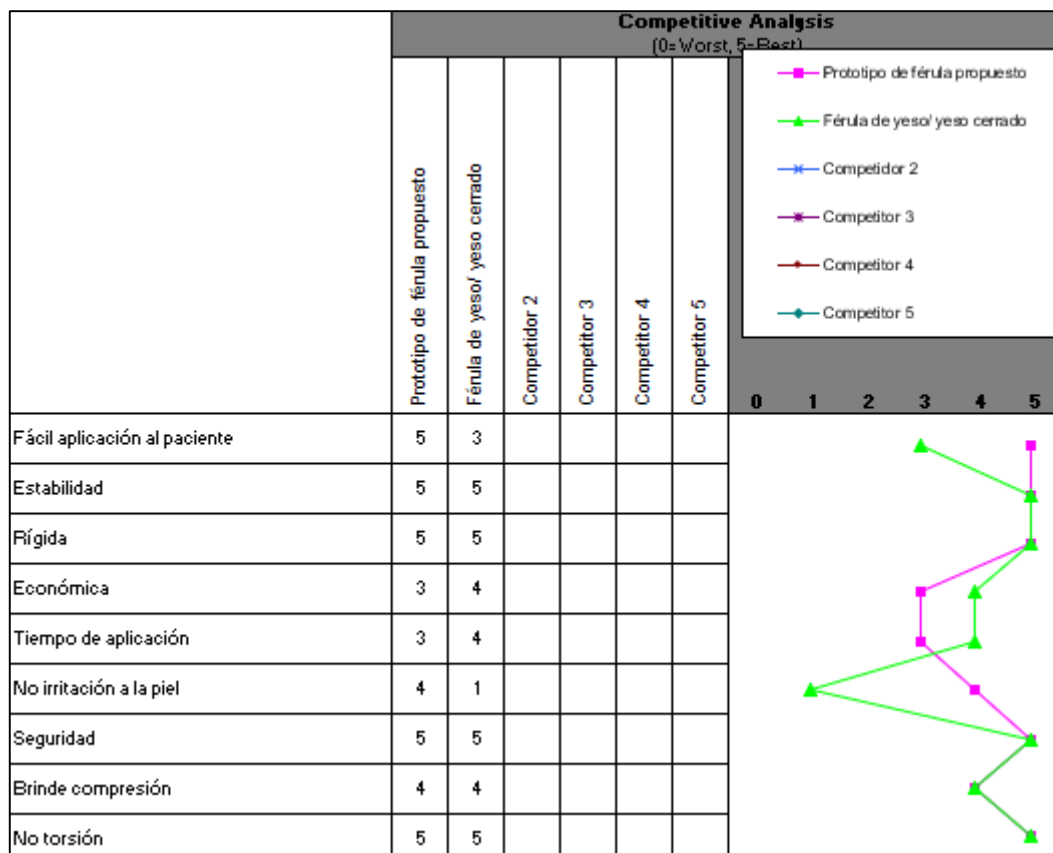 Competitive Analysis
(0=Worst, 5=Best)
Prototipo de férula propuesto
Férula de yeso/ yeso cerrado
Competidor 2
Competitor 3
Competitor 4
Competitor 5
Prototipo de férula propuesto
Férula de yeso/ yeso cerrado
Competidor 2
Competitor 3
Competitor 4
Competitor 5
0 1 2 3 4 5
Fácil aplicación al paciente 5 3
Estabilidad 5 5
Rígida 5 5
Económica 3 4
Tiempo de aplicación 3 4
No irritación a la piel 4 1
Seguridad 5 5
Brinde compresión 4 4
No torsión 5 5